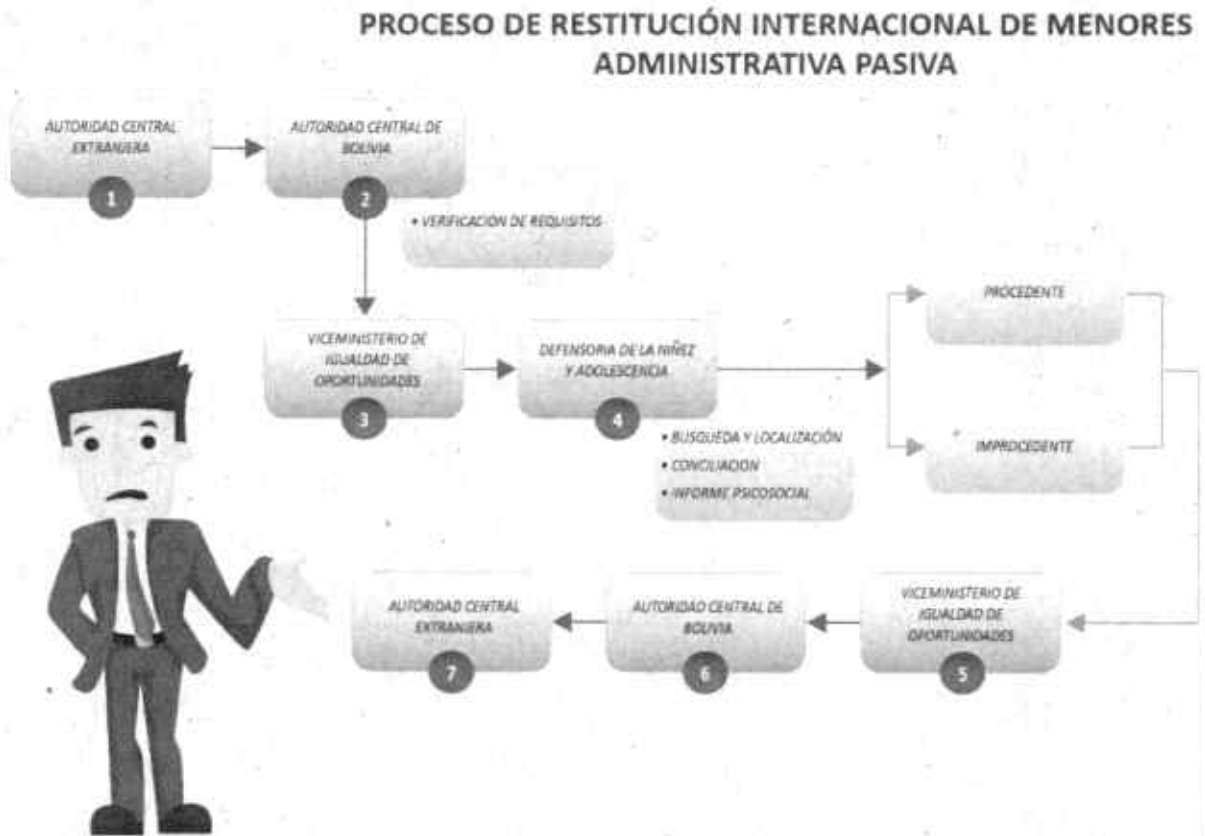 PROCESO DE RESTITUCIÓN INTERNACIONAL DE MENORES
ADMINISTRATIVA PASIVA
AUTORIDAD CENTRAL
EXTRANJERA
1
AUTORIDAD CENTRAL DE
BOLIVIA
2
• VERIFICACION DE REQUISITOS
VICEMINISTERIO DE
IGUALDAD DE
OPORTUNIDADES
3
DEFENSORIA DE LA NIÑEZ
Y ADOLESCENCIA
4
• BUSQUEDA Y LOCALIZACIÓN
• CONCILIACION
• INFORME PSICOSOCIAL
PROCEDENTE
IMPROCEDENTE
VICEMINISTERIO DE
IGUALDAD DE
OPORTUNIDADES
5
AUTORIDAD CENTRAL DE
BOLIVIA
6
AUTORIDAD CENTRAL
EXTRANJERA
7